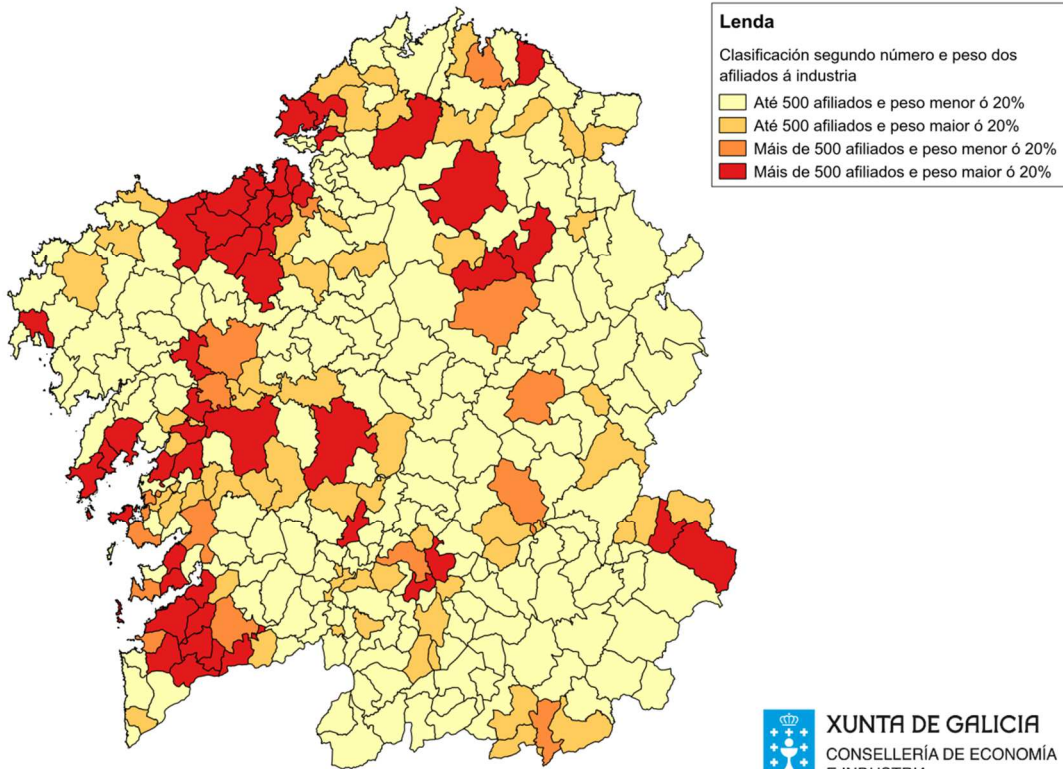 Lenda
Clasificación segundo número e peso dos
afiliados á industria
Até 500 afiliados e peso menor ó 20%
Até 500 afiliados e peso maior ó 20%
Máis de 500 afiliados e peso menor ó 20%
Máis de 500 afiliados e peso maior ó 20%
XUNTA DE GALICIA
CONSELLERÍA DE ECONOMÍA
E INDUSTRIA